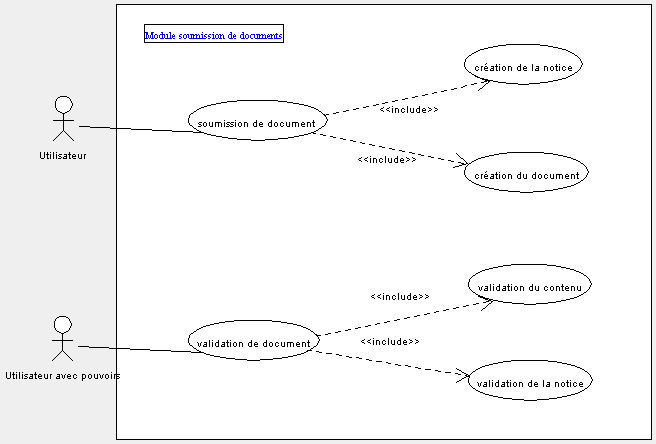 Module soumission de documents
création de la notice
<<include>>
soumission de document
Utilisateur
<<include>>
création du document
validation du contenu
<<include>>
validation de document
<<include>>
Utilisateur avec pouvoirs
validation de la notice